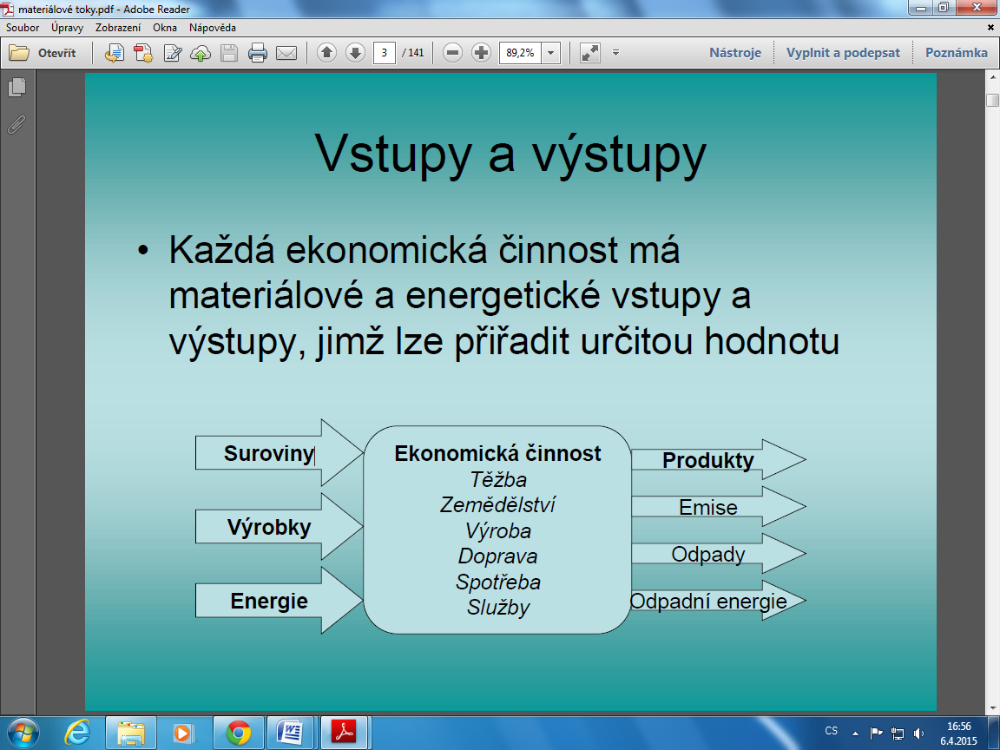 materiálové toky.pdf - Adobe Reader
Soubor Úpravy Zobrazení Okna Nápověda
Otevřít 3 / 141 89,2% Nástroje Vyplnit a podepsat Poznámka
Vstupy a výstupy
• Každá ekonomická činnost má
materiálové a energetické vstupy a
výstupy, jimž lze přiřadit určitou hodnotu
Suroviny
Výrobky
Energie
Ekonomická činnost
Těžba
Zemědělství
Výroba
Doprava
Spotřeba
Služby
Produkty
Emise
Odpady
Odpadní energie
CS 16:56
6.4.2015